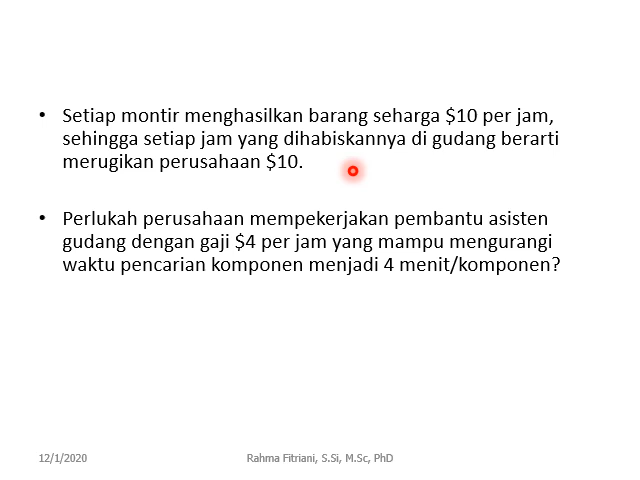 • Setiap montir menghasilkan barang seharga $10 per jam,
sehingga setiap jam yang dihabiskannya di gudang berarti
merugikan perusahaan $10.
• Perlukah perusahaan mempekerjakan pembantu asisten
gudang dengan gaji $4 per jam yang mampu mengurangi
waktu pencarian komponen menjadi 4 menit/komponen?
12/1/2020
Rahma Fitriani, S.Si, M.Sc, PhD